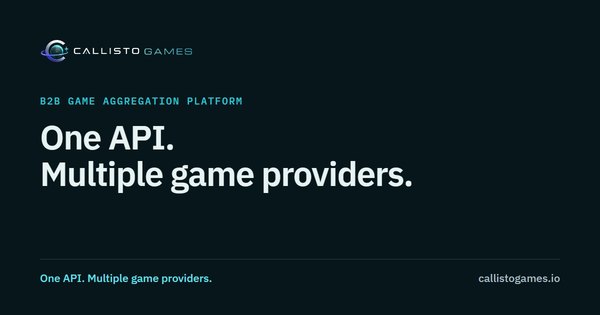 CALLISTO GAMES
B2B GAME AGGREGATION PLATFORM
One API.
Multiple game providers.
One API. Multiple game providers.
callistogames.io